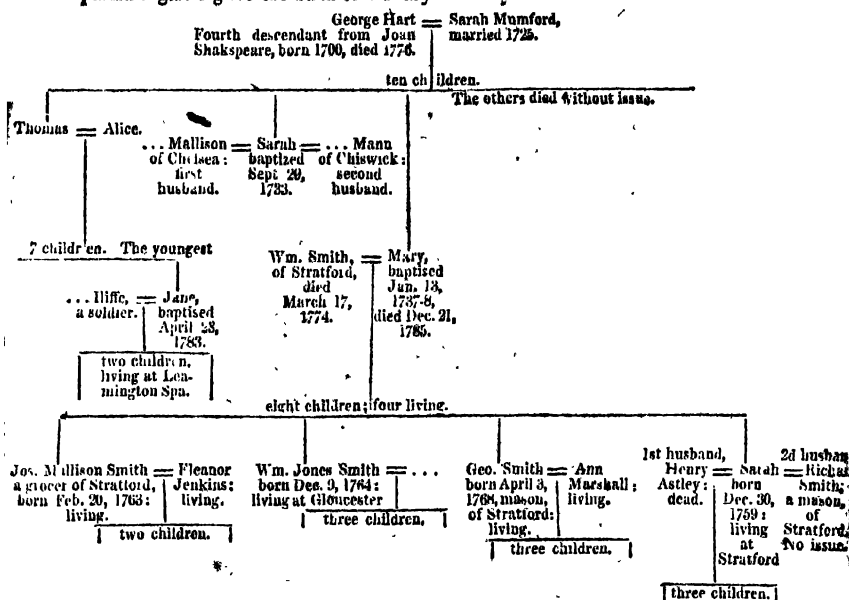 George Hart = Sarah Mumford,
Fourth descendant from Joan married 1725.
Shakspeare, born 1700, died 1776.
ten children.
The others died without issue.
Thomas = Alice.
... Mallison = Sarah = ... Mann
of Chelsea: baptized of Chiswick:
first Sept 29, second
husband. 1733. husband.
7 children. The youngest
... Iliffe, = Jane,
a soldier. baptised
April 28,
1783.
two children,
living at Lea-
mington Spa.
Wm. Smith, = Mary,
of Stratford, baptised
died Jan. 13,
March 17, 1737-8,
1774. died Dec. 21,
1785.
eight children; four living.
Jos. Mallison Smith = Eleanor
a grocer of Stratford, Jenkins:
born Feb. 20, 1763: living.
living.
two children.
Wm. Jones Smith = ...
born Dec. 9, 1764:
living at Gloucester
three children.
Geo. Smith = Ann
born April 3, Marshall:
1768, mason, living.
of Stratford:
living.
three children.
1st husband, 2d husban
Henry = Sarah = Richa
Astley: born Smith,
dead. Dec. 30, a mason,
1759: of
living Stratford.
at No issue.
Stratford
three children.